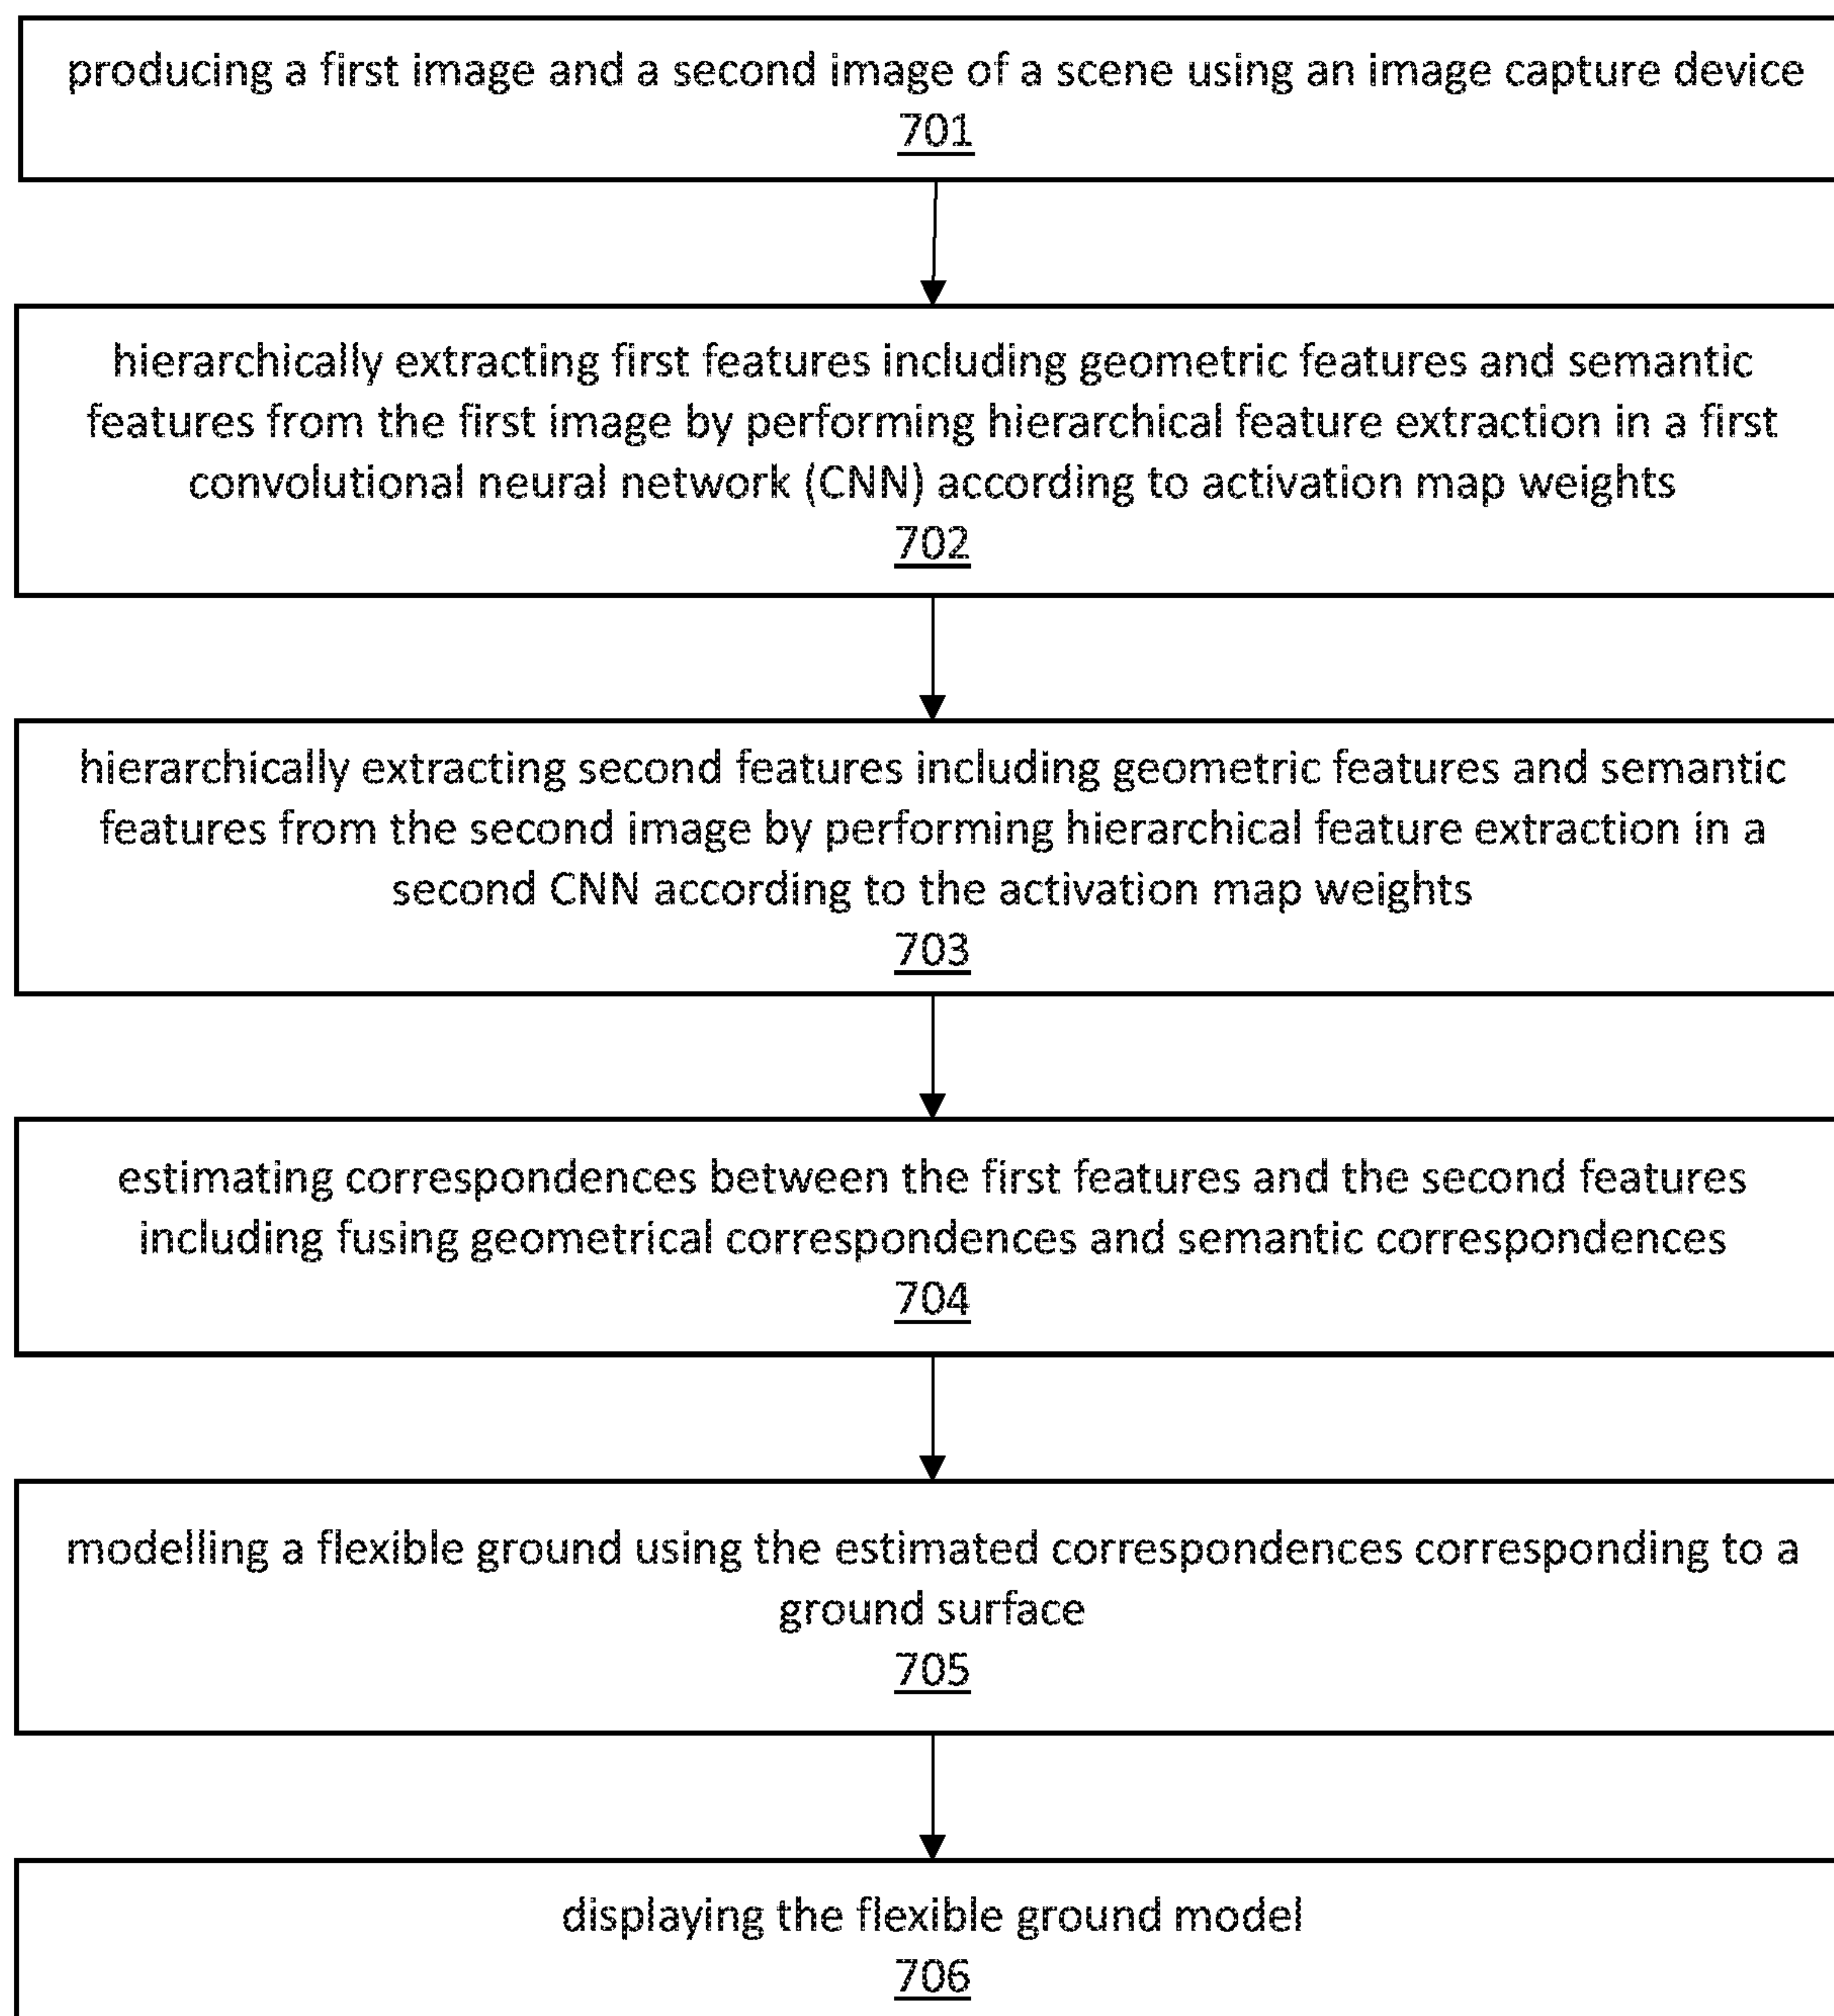 producing a first image and a second image of a scene using an image capture device
701
hierarchically extracting first features including geometric features and semantic
features from the first image by performing hierarchical feature extraction in a first
convolutional neural network (CNN) according to activation map weights
702
hierarchically extracting second features including geometric features and semantic
features from the second image by performing hierarchical feature extraction in a
second CNN according to the activation map weights
703
estimating correspondences between the first features and the second features
including fusing geometrical correspondences and semantic correspondences
704
modelling a flexible ground using the estimated correspondences corresponding to a
ground surface
705
displaying the flexible ground model
706